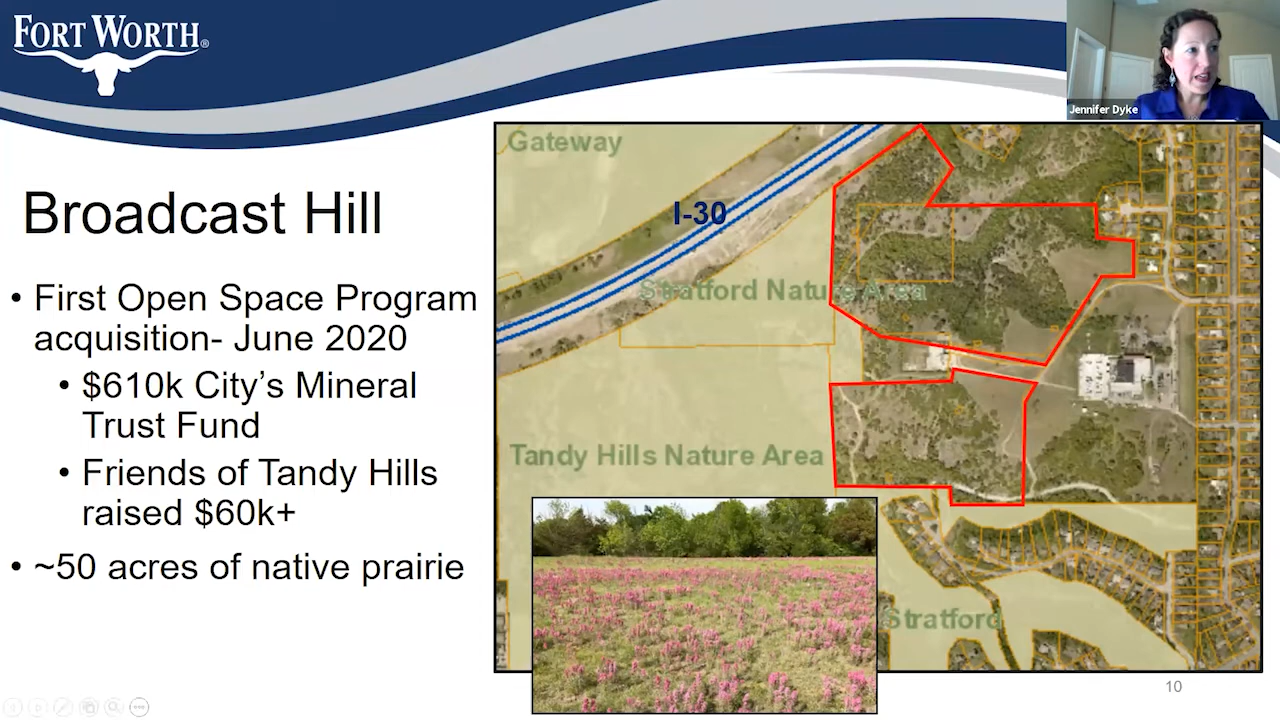 FORT WORTH®
Jennifer Dyke
Broadcast Hill
• First Open Space Program
acquisition- June 2020
• $610k City’s Mineral
Trust Fund
• Friends of Tandy Hills
raised $60k+
• ~50 acres of native prairie
Gateway
I-30
Stratford Nature Area
Tandy Hills Nature Area
Stratford
10